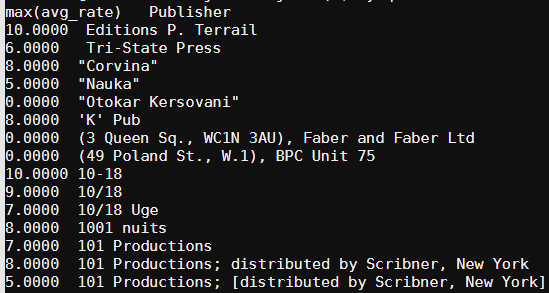 max(avg_rate)   Publisher
10.0000  Editions P. Terrail
6.0000   Tri-State Press
8.0000  "Corvina"
5.0000  "Nauka"
0.0000  "Otokar Kersovani"
8.0000  'K' Pub
0.0000  (3 Queen Sq., WC1N 3AU), Faber and Faber Ltd
0.0000  (49 Poland St., W.1), BPC Unit 75
10.0000 10-18
9.0000  10/18
7.0000  10/18 Uge
8.0000  1001 nuits
7.0000  101 Productions
8.0000  101 Productions; distributed by Scribner, New York
5.0000  101 Productions; [distributed by Scribner, New York]